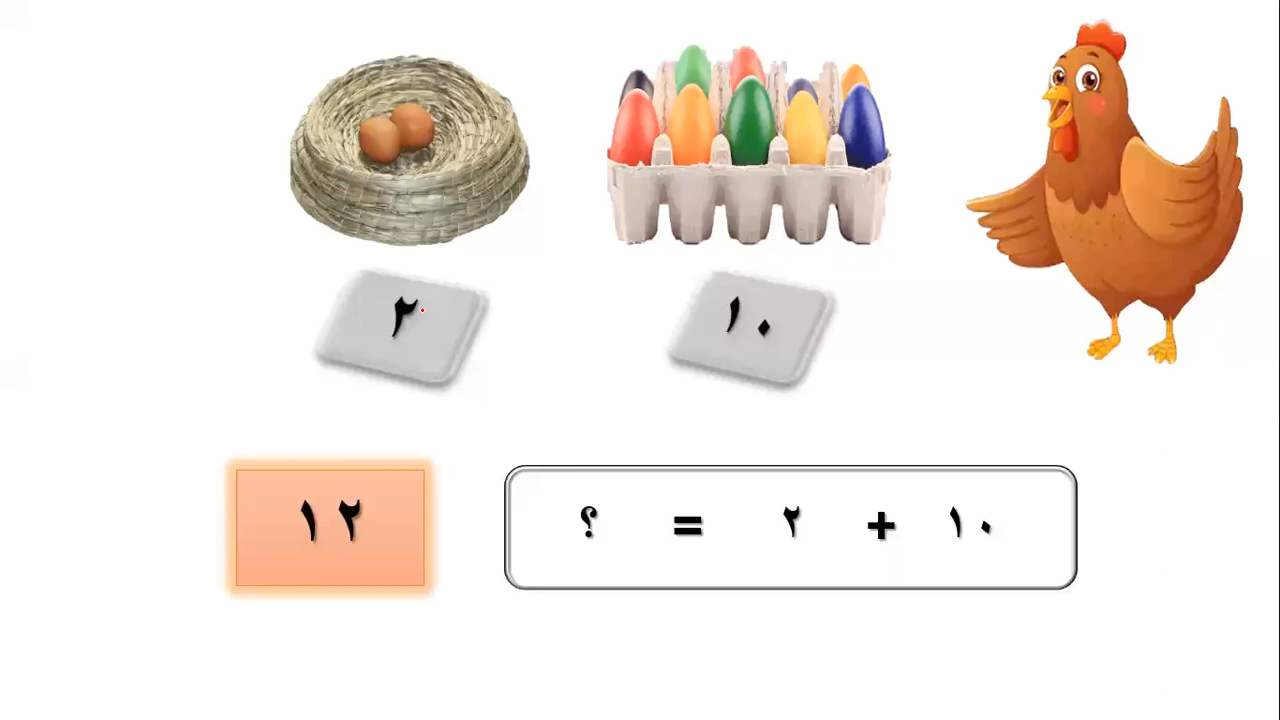 ١٠ ٢
١٠ + ٢ = ؟ ١٢